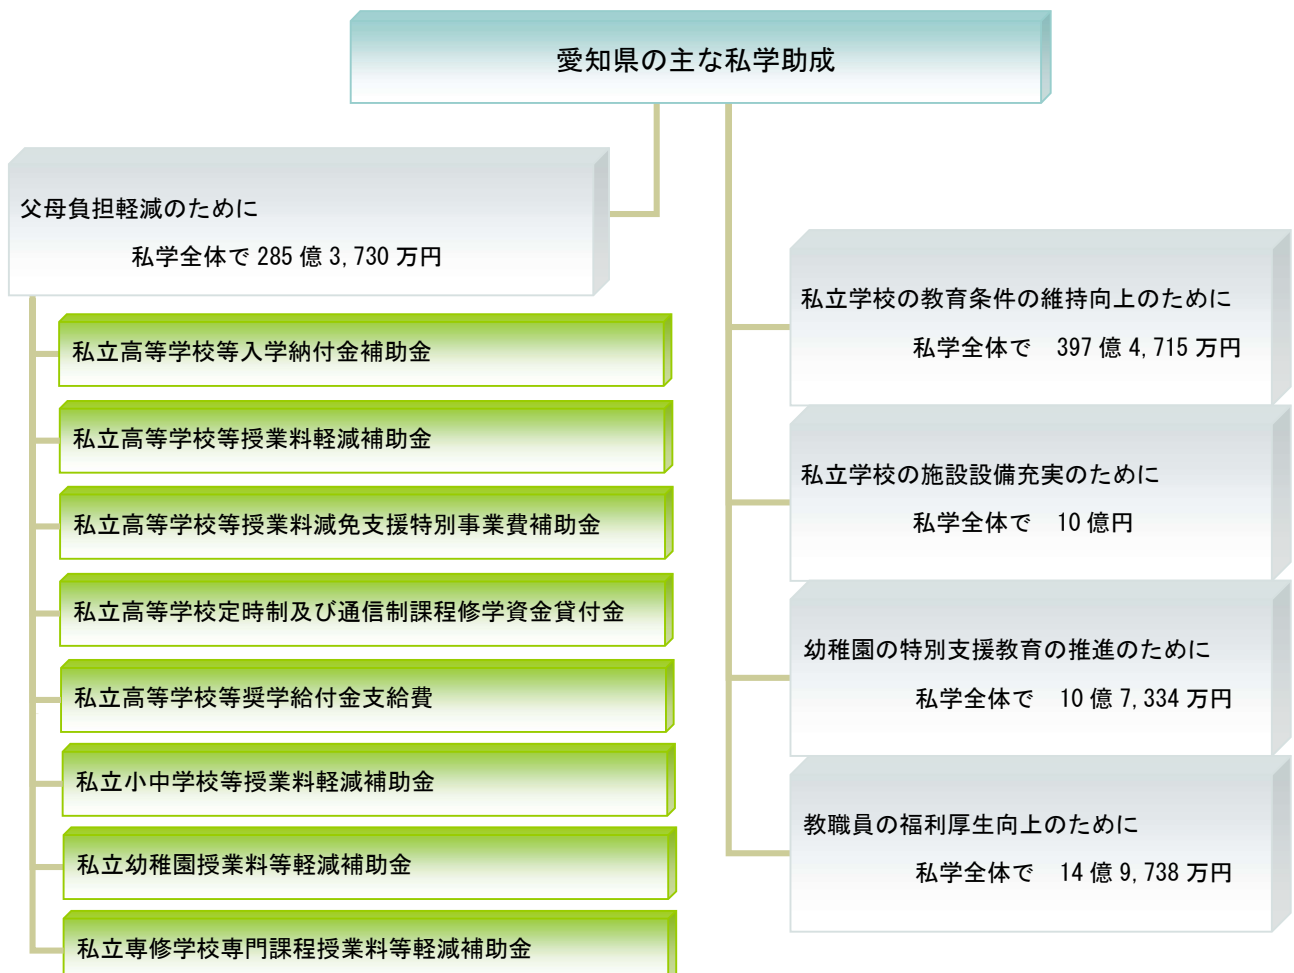 愛知県の主な私学助成
父母負担軽減のために
私学全体で 285 億 3,730 万円
私立高等学校等入学納付金補助金
私立高等学校等授業料軽減補助金
私立高等学校等授業料減免支援特別事業費補助金
私立高等学校定時制及び通信制課程修学資金貸付金
私立高等学校等奨学給付金支給費
私立小中学校等授業料軽減補助金
私立幼稚園授業料等軽減補助金
私立専修学校専門課程授業料等軽減補助金
私立学校の教育条件の維持向上のために
私学全体で　397 億 4,715 万円
私立学校の施設設備充実のために
私学全体で　10 億円
幼稚園の特別支援教育の推進のために
私学全体で　10 億 7,334 万円
教職員の福利厚生向上のために
私学全体で　14 億 9,738 万円